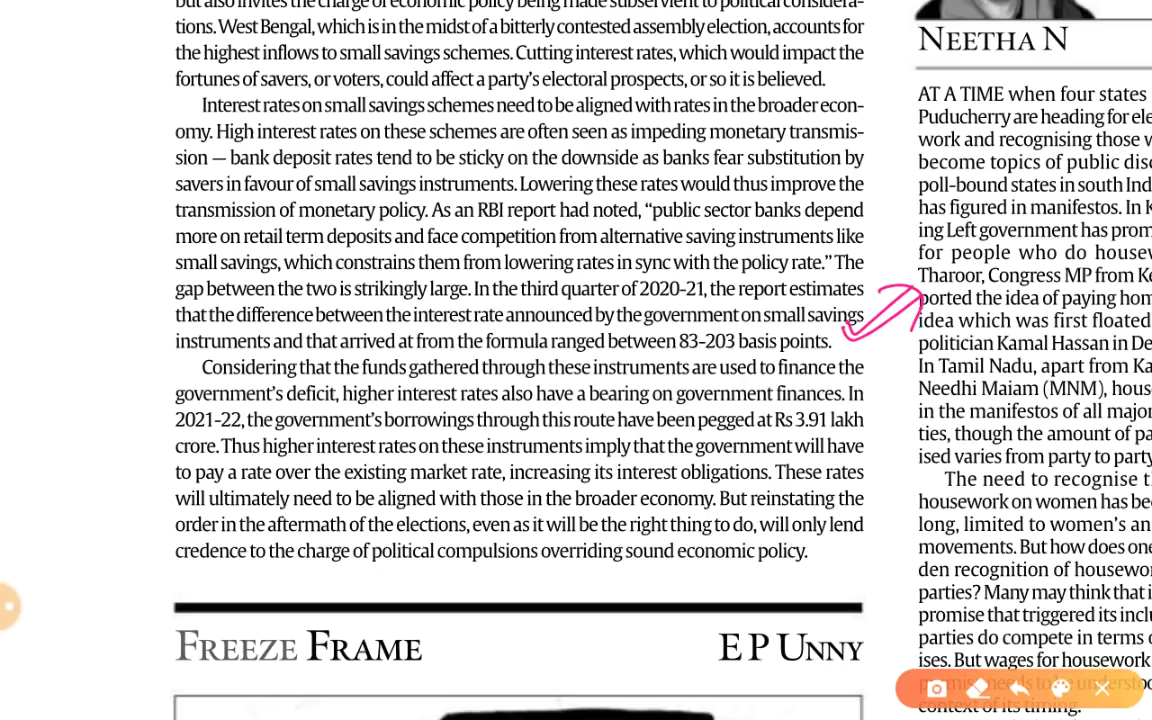 but also invites the charge of economic policy being made subservient to political considera-
tions. West Bengal, which is in the midst of a bitterly contested assembly election, accounts for
the highest inflows to small savings schemes. Cutting interest rates, which would impact the
fortunes of savers, or voters, could affect a party's electoral prospects, or so it is believed.
Interest rates on small savings schemes need to be aligned with rates in the broader econ-
omy. High interest rates on these schemes are often seen as impeding monetary transmis-
sion — bank deposit rates tend to be sticky on the downside as banks fear substitution by
savers in favour of small savings instruments. Lowering these rates would thus improve the
transmission of monetary policy. As an RBI report had noted, “public sector banks depend
more on retail term deposits and face competition from alternative saving instruments like
small savings, which constrains them from lowering rates in sync with the policy rate.” The
gap between the two is strikingly large. In the third quarter of 2020-21, the report estimates
that the difference between the interest rate announced by the government on small savings
instruments and that arrived at from the formula ranged between 83-203 basis points.
Considering that the funds gathered through these instruments are used to finance the
government's deficit, higher interest rates also have a bearing on government finances. In
2021-22, the government's borrowings through this route have been pegged at Rs 3.91 lakh
crore. Thus higher interest rates on these instruments imply that the government will have
to pay a rate over the existing market rate, increasing its interest obligations. These rates
will ultimately need to be aligned with those in the broader economy. But reinstating the
order in the aftermath of the elections, even as it will be the right thing to do, will only lend
credence to the charge of political compulsions overriding sound economic policy.
FREEZE FRAME
E P UNNY
NEETHA N
AT A TIME when four states
Puducherry are heading for ele
work and recognising those w
become topics of public disc
poll-bound states in south Ind
has figured in manifestos. In K
ing Left government has prom
for people who do housew
Tharoor, Congress MP from Ke
ported the idea of paying hom
idea which was first floated
politician Kamal Hassan in De
In Tamil Nadu, apart from Ka
Needhi Maiam (MNM), hous
in the manifestos of all major
ties, though the amount of pa
ised varies from party to party
The need to recognise t
housework on women has bee
long, limited to women's an
movements. But how does one
den recognition of housewor
parties? Many may think that i
promise that triggered its inclu
parties do compete in terms o
ises. But wages for housework
needs to be understoo
context of its timing.